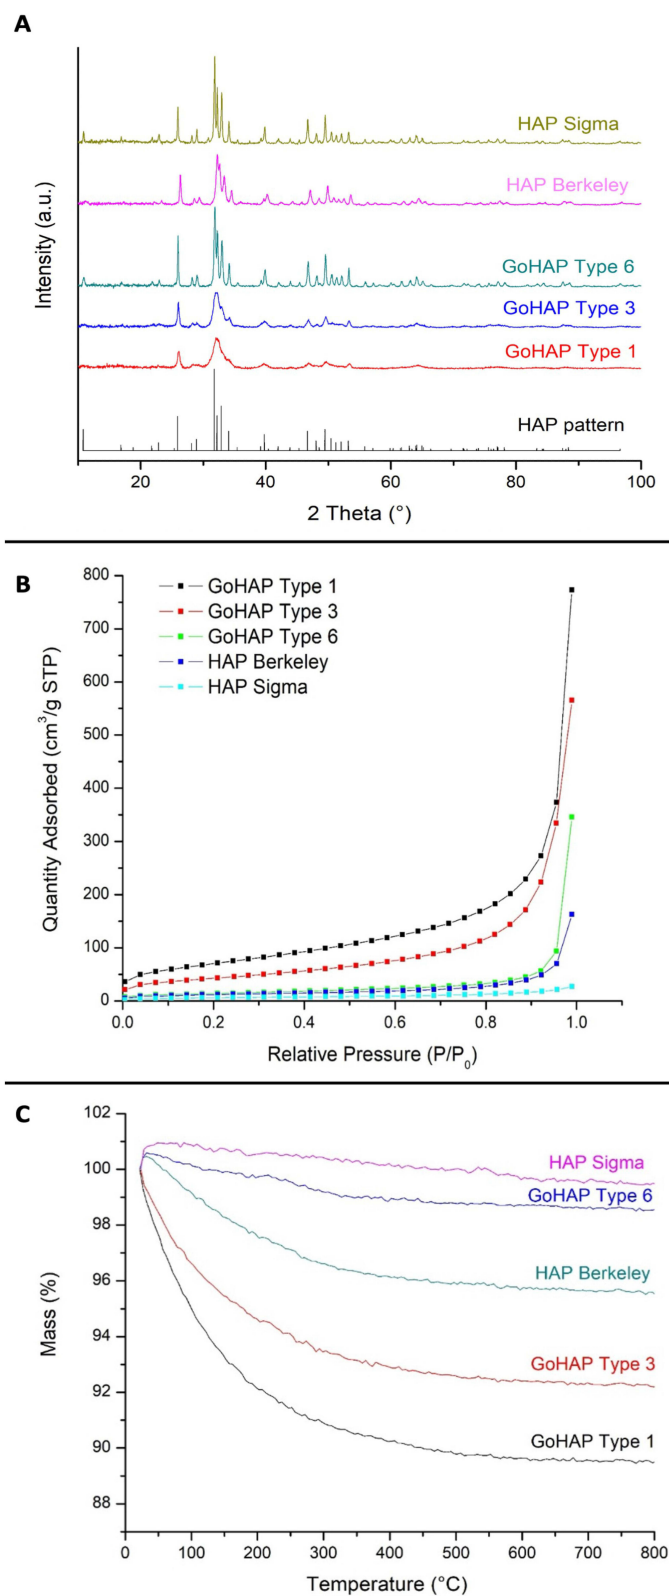 A
HAP Sigma
HAP Berkeley
GoHAP Type 6
GoHAP Type 3
GoHAP Type 1
HAP pattern
Intensity (a.u.)
20 40 60 80 100
2 Theta (°)
B
800
700
600
500
400
300
200
100
0
GoHAP Type 1
GoHAP Type 3
GoHAP Type 6
HAP Berkeley
HAP Sigma
Quantity Adsorbed (cm³/g STP)
0.0 0.2 0.4 0.6 0.8 1.0
Relative Pressure (P/P₀)
C
102
100
98
96
94
92
90
88
HAP Sigma
GoHAP Type 6
HAP Berkeley
GoHAP Type 3
GoHAP Type 1
Mass (%)
0 100 200 300 400 500 600 700 800
Temperature (°C)